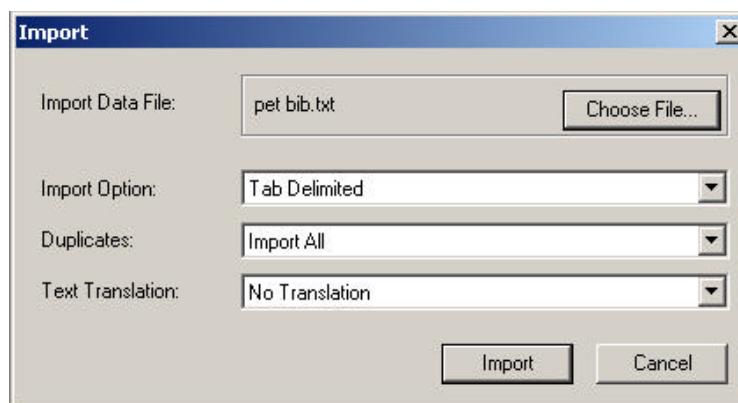 Import
Import Data File: pet bib.txt Choose File...
Import Option: Tab Delimited
Duplicates: Import All
Text Translation: No Translation
Import Cancel